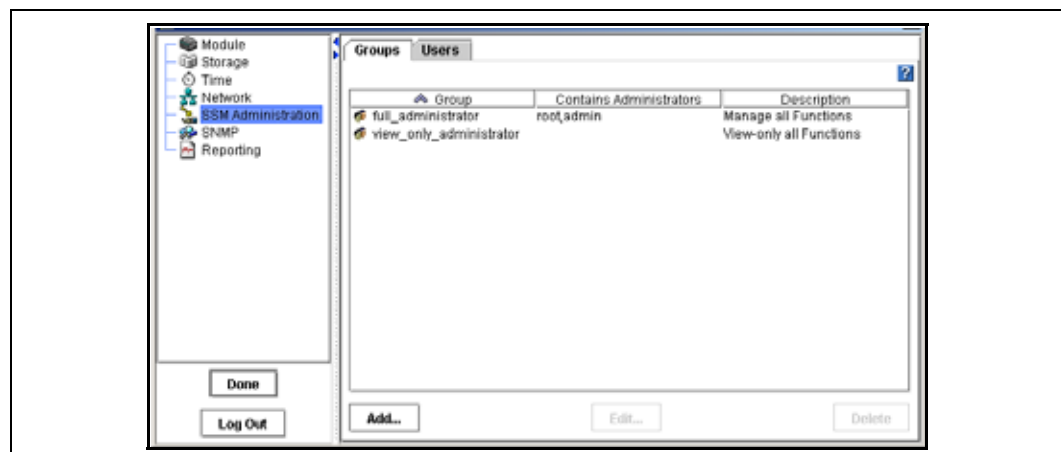 Module
Storage
Time
Network
SSM Administration
SNMP
Reporting
Done
Log Out
Groups Users
?
Group Contains Administrators Description
full_administrator root,admin Manage all Functions
view_only_administrator View-only all Functions
Add... Edit... Delete